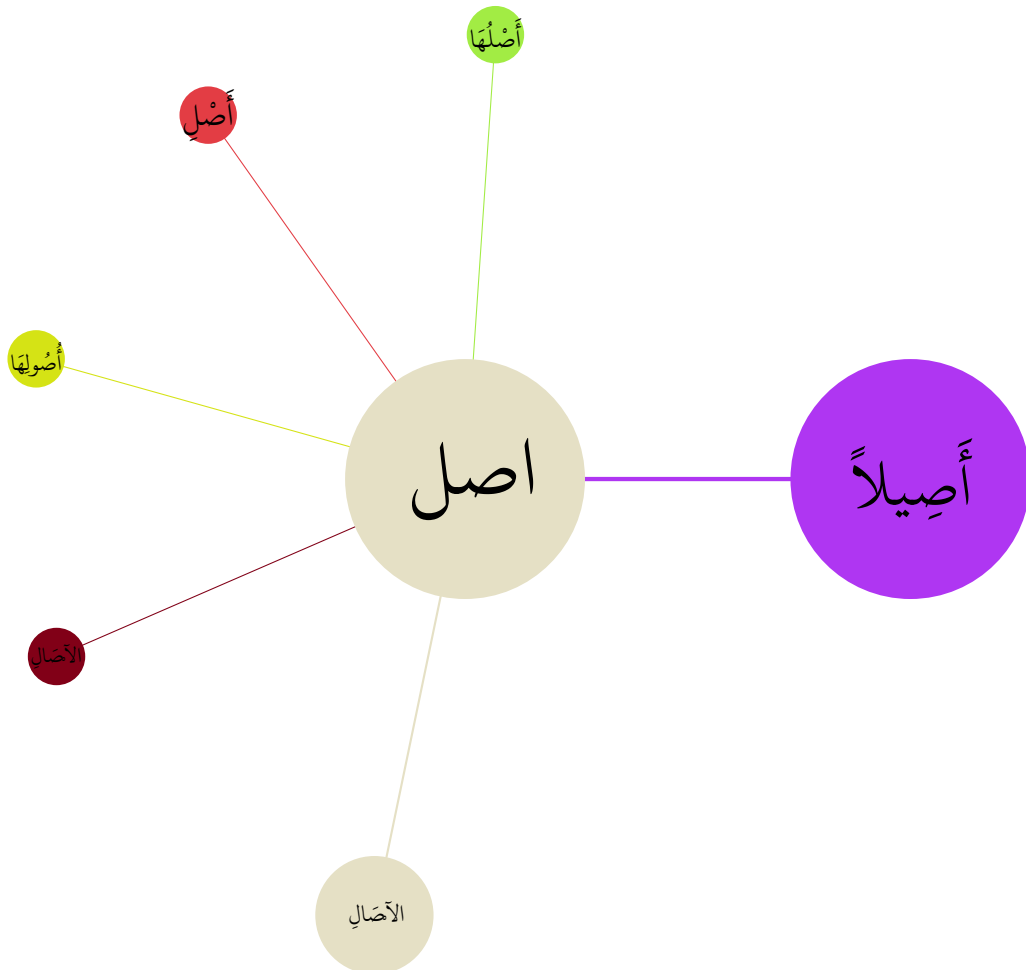 أَصْلُهَا
أَصْلِ
أُصُولِهَا
اصل
أَصِيلاً
الآصَالِ
الآصَالِ